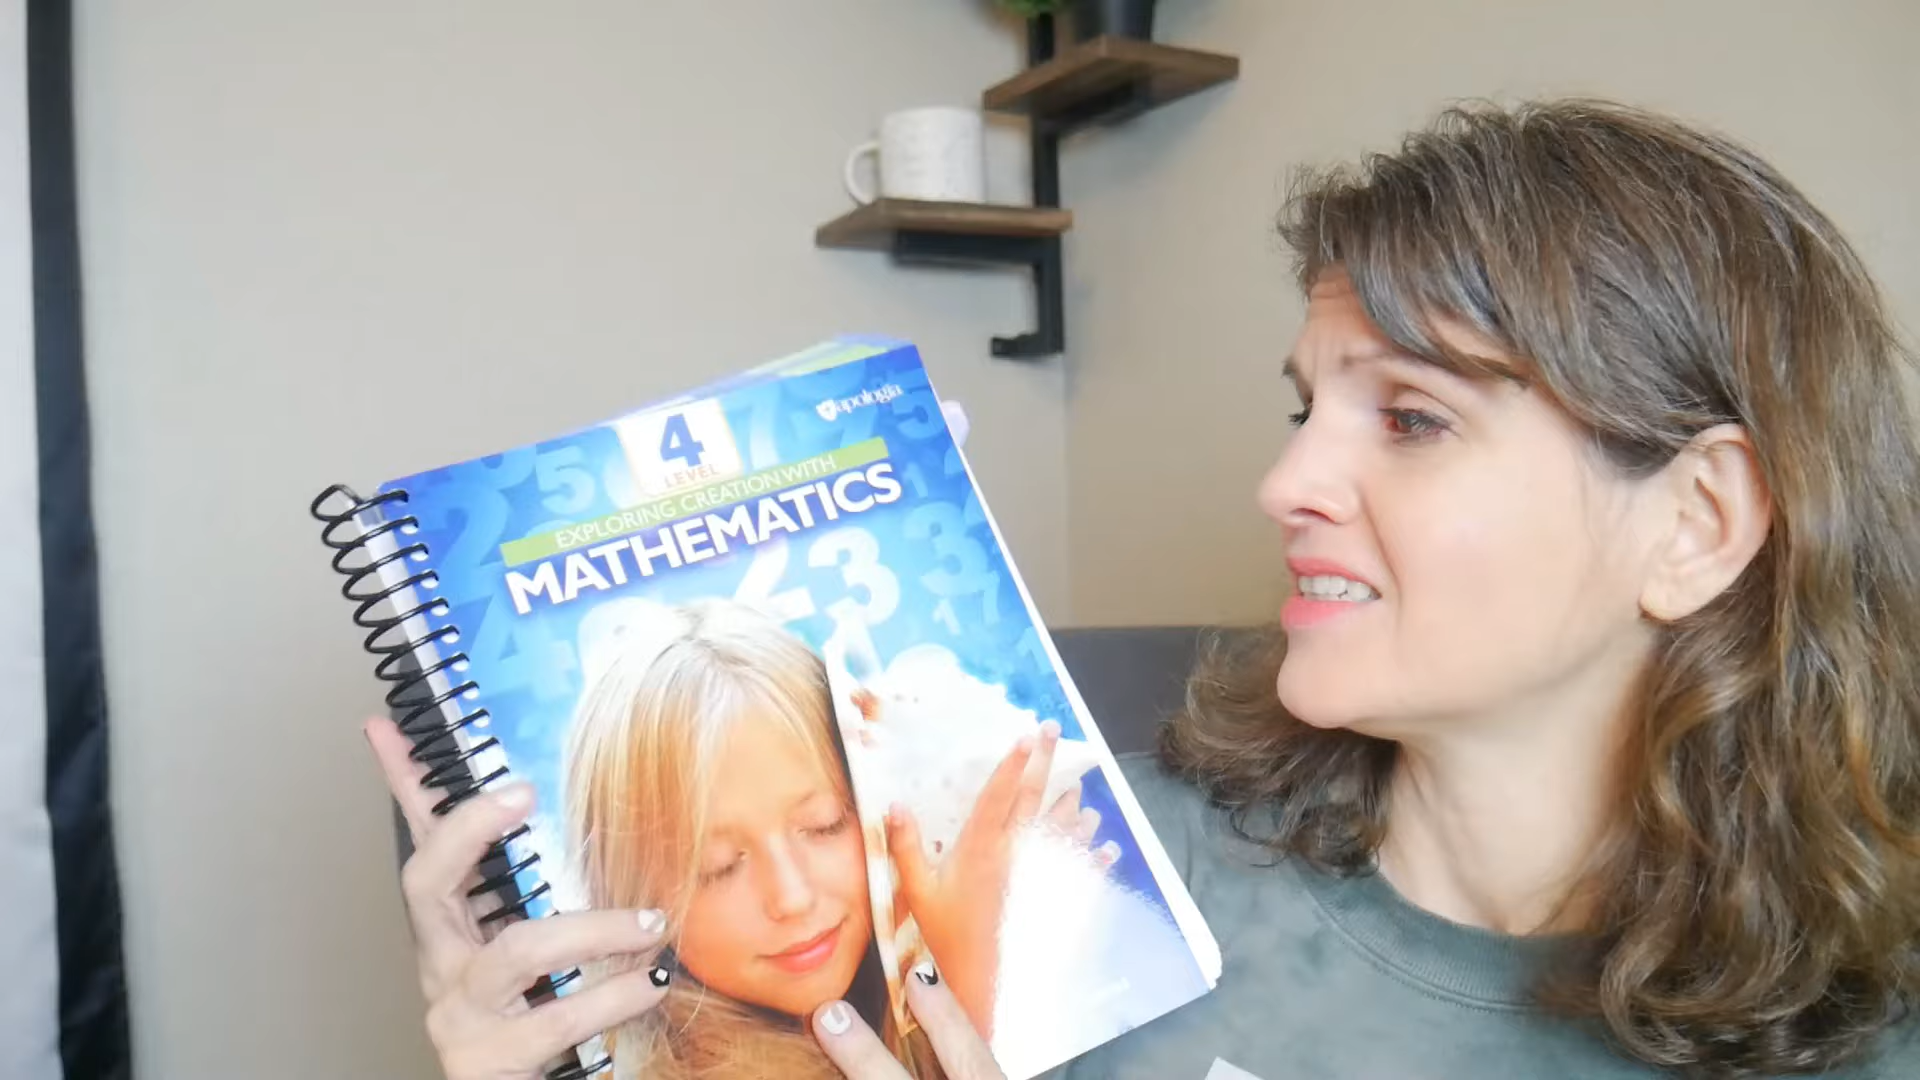 apologia
4
LEVEL
EXPLORING CREATION WITH
MATHEMATICS